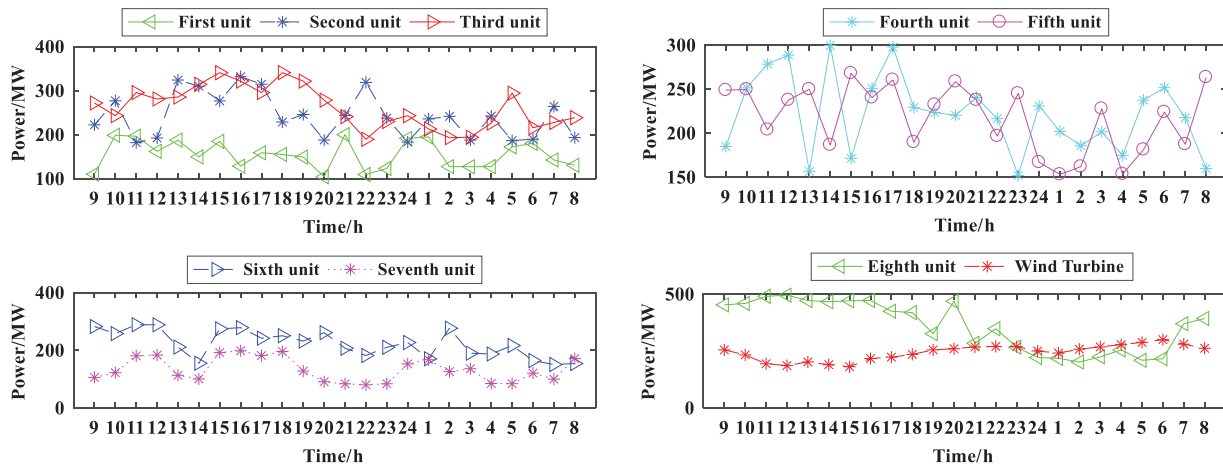 First unit Second unit Third unit
Power/MW
400
300
200
100
9 10 11 12 13 14 15 16 17 18 19 20 21 22 23 24 1 2 3 4 5 6 7 8
Time/h
Fourth unit Fifth unit
Power/MW
300
250
200
150
9 10 11 12 13 14 15 16 17 18 19 20 21 22 23 24 1 2 3 4 5 6 7 8
Time/h
Sixth unit Seventh unit
Power/MW
400
200
0
9 10 11 12 13 14 15 16 17 18 19 20 21 22 23 24 1 2 3 4 5 6 7 8
Time/h
Eighth unit Wind Turbine
Power/MW
500
0
9 10 11 12 13 14 15 16 17 18 19 20 21 22 23 24 1 2 3 4 5 6 7 8
Time/h